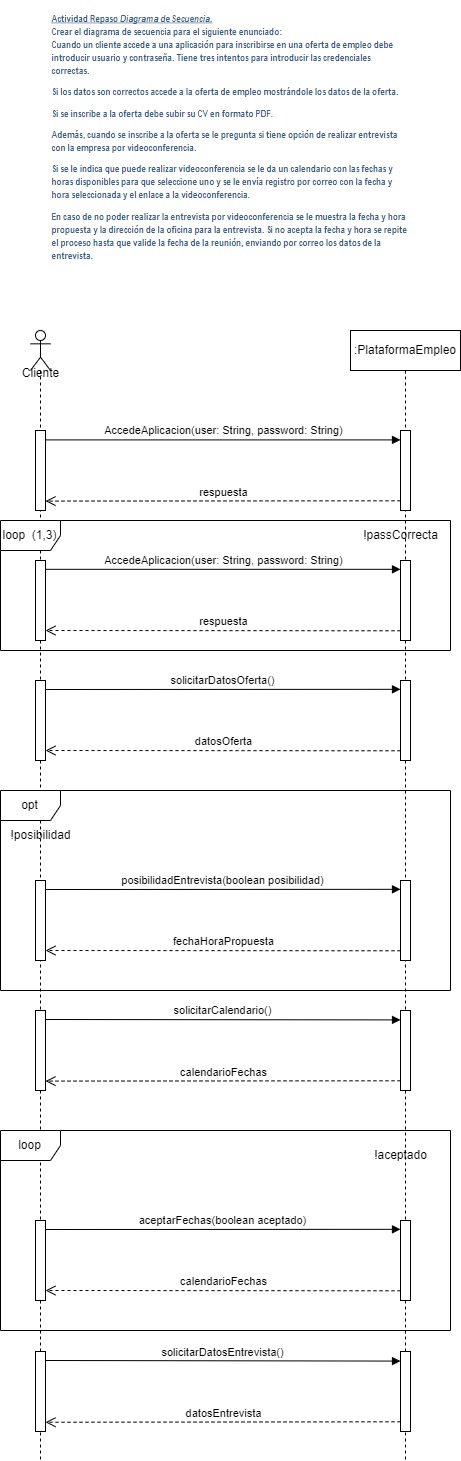 Actividad Repaso Diagrama de Secuencia.
Crear el diagrama de secuencia para el siguiente enunciado:
Cuando un cliente accede a una aplicación para inscribirse en una oferta de empleo debe
introducir usuario y contraseña. Tiene tres intentos para introducir las credenciales
correctas.
Si los datos son correctos accede a la oferta de empleo mostrándole los datos de la oferta.
Si se inscribe a la oferta debe subir su CV en formato PDF.
Además, cuando se inscribe a la oferta se le pregunta si tiene opción de realizar entrevista
con la empresa por videoconferencia.
Si se le indica que puede realizar videoconferencia se le da un calendario con las fechas y
horas disponibles para que seleccione uno y se le envía registro por correo con la fecha y
hora seleccionada y el enlace a la videoconferencia.
En caso de no poder realizar la entrevista por videoconferencia se le muestra la fecha y hora
propuesta y la dirección de la oficina para la entrevista. Si no acepta la fecha y hora se repite
el proceso hasta que valide la fecha de la reunión, enviando por correo los datos de la
entrevista.
:PlataformaEmpleo
Cliente
AccedeAplicacion(user: String, password: String)
respuesta
loop (1,3)
!passCorrecta
AccedeAplicacion(user: String, password: String)
respuesta
solicitarDatosOferta()
datosOferta
opt
!posibilidad
posibilidadEntrevista(boolean posibilidad)
fechaHoraPropuesta
solicitarCalendario()
calendarioFechas
loop
!aceptado
aceptarFechas(boolean aceptado)
calendarioFechas
solicitarDatosEntrevista()
datosEntrevista